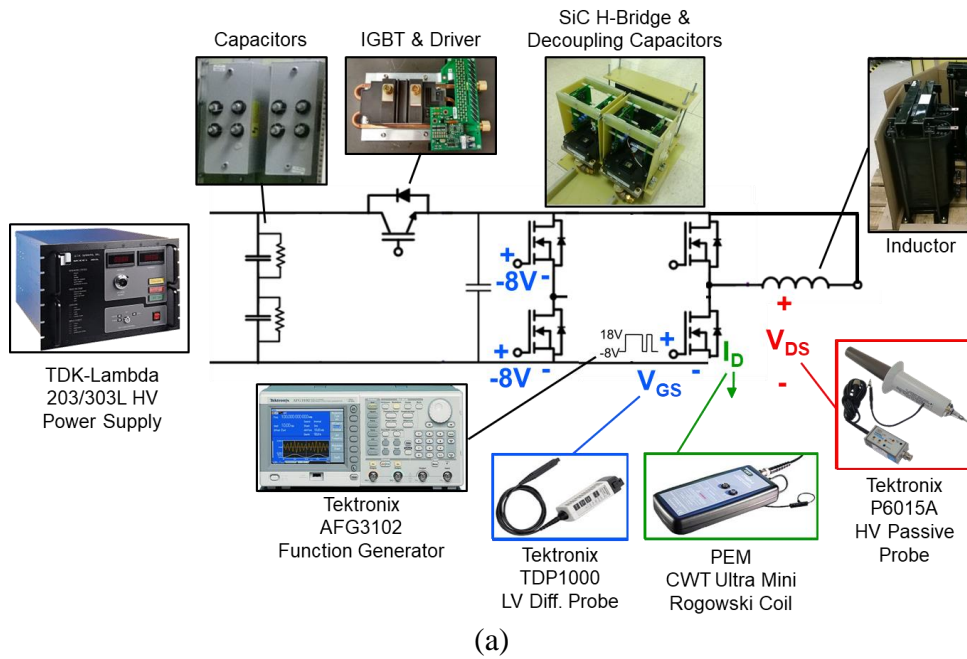 Capacitors
IGBT & Driver
SiC H-Bridge &
Decoupling Capacitors
Inductor
TDK-Lambda
203/303L HV
Power Supply
+
-8V -
+
-8V -
18V
-8V
+
V_GS -
I_D
+
V_DS
-
Tektronix
AFG3102
Function Generator
Tektronix
TDP1000
LV Diff. Probe
PEM
CWT Ultra Mini
Rogowski Coil
Tektronix
P6015A
HV Passive
Probe
(a)